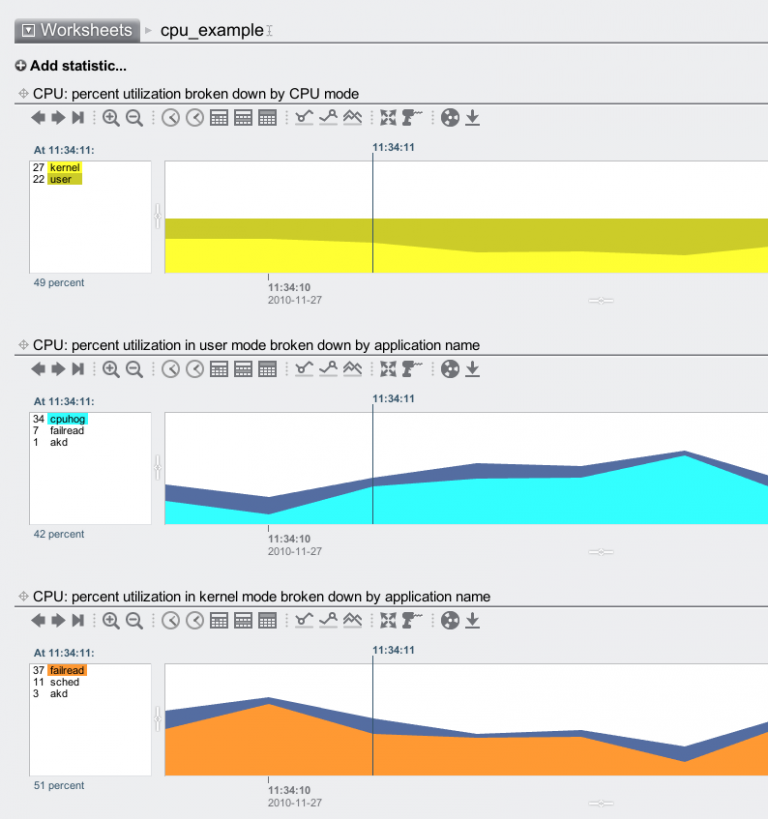 Worksheets cpu_example
Add statistic...
CPU: percent utilization broken down by CPU mode
At 11:34:11:
11:34:11
27 kernel
22 user
49 percent
11:34:10
2010-11-27
CPU: percent utilization in user mode broken down by application name
At 11:34:11:
11:34:11
34 cpuhog
7 failread
1 akd
42 percent
11:34:10
2010-11-27
CPU: percent utilization in kernel mode broken down by application name
At 11:34:11:
11:34:11
37 failread
11 sched
3 akd
51 percent
11:34:10
2010-11-27